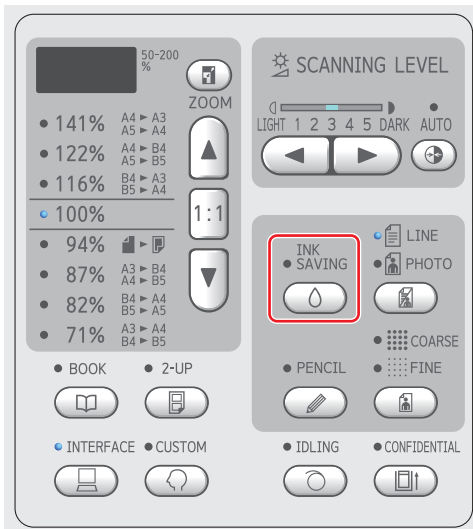 50-200
%
ZOOM
141% A4 ► A3
A5 ► A4
122% A4 ► B4
A5 ► B5
116% B4 ► A3
B5 ► A4
100%
1:1
94%
87% A3 ► B4
A4 ► B5
82% B4 ► A4
B5 ► A5
71% A3 ► A4
B4 ► B5
BOOK
2-UP
INTERFACE
CUSTOM
SCANNING LEVEL
LIGHT 1 2 3 4 5 DARK AUTO
INK
SAVING
LINE
PHOTO
COARSE
PENCIL
FINE
IDLING
CONFIDENTIAL